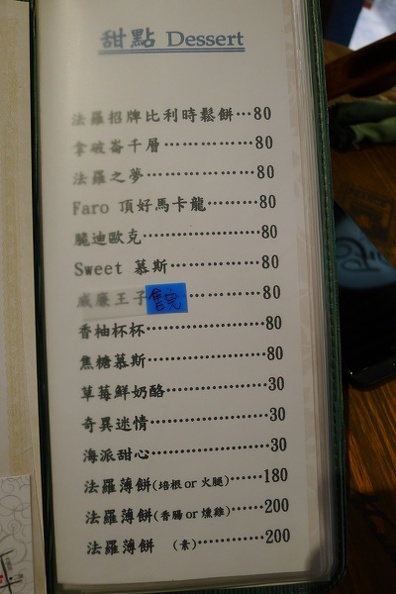 甜點 Dessert
法羅招牌比利時鬆餅…80
拿破崙千層……………80
法羅之夢………………80
Faro 頂好馬卡龍………80
脆迪歐克………………80
Sweet 慕斯……………80
威廉王子售完………80
香柚杯杯………………80
焦糖慕斯………………80
草莓鮮奶酪……………30
奇異迷情………………30
海派甜心………………30
法羅薄餅(培根 or 火腿)……180
法羅薄餅(香腸 or 燻雞)……200
法羅薄餅 (素)………200